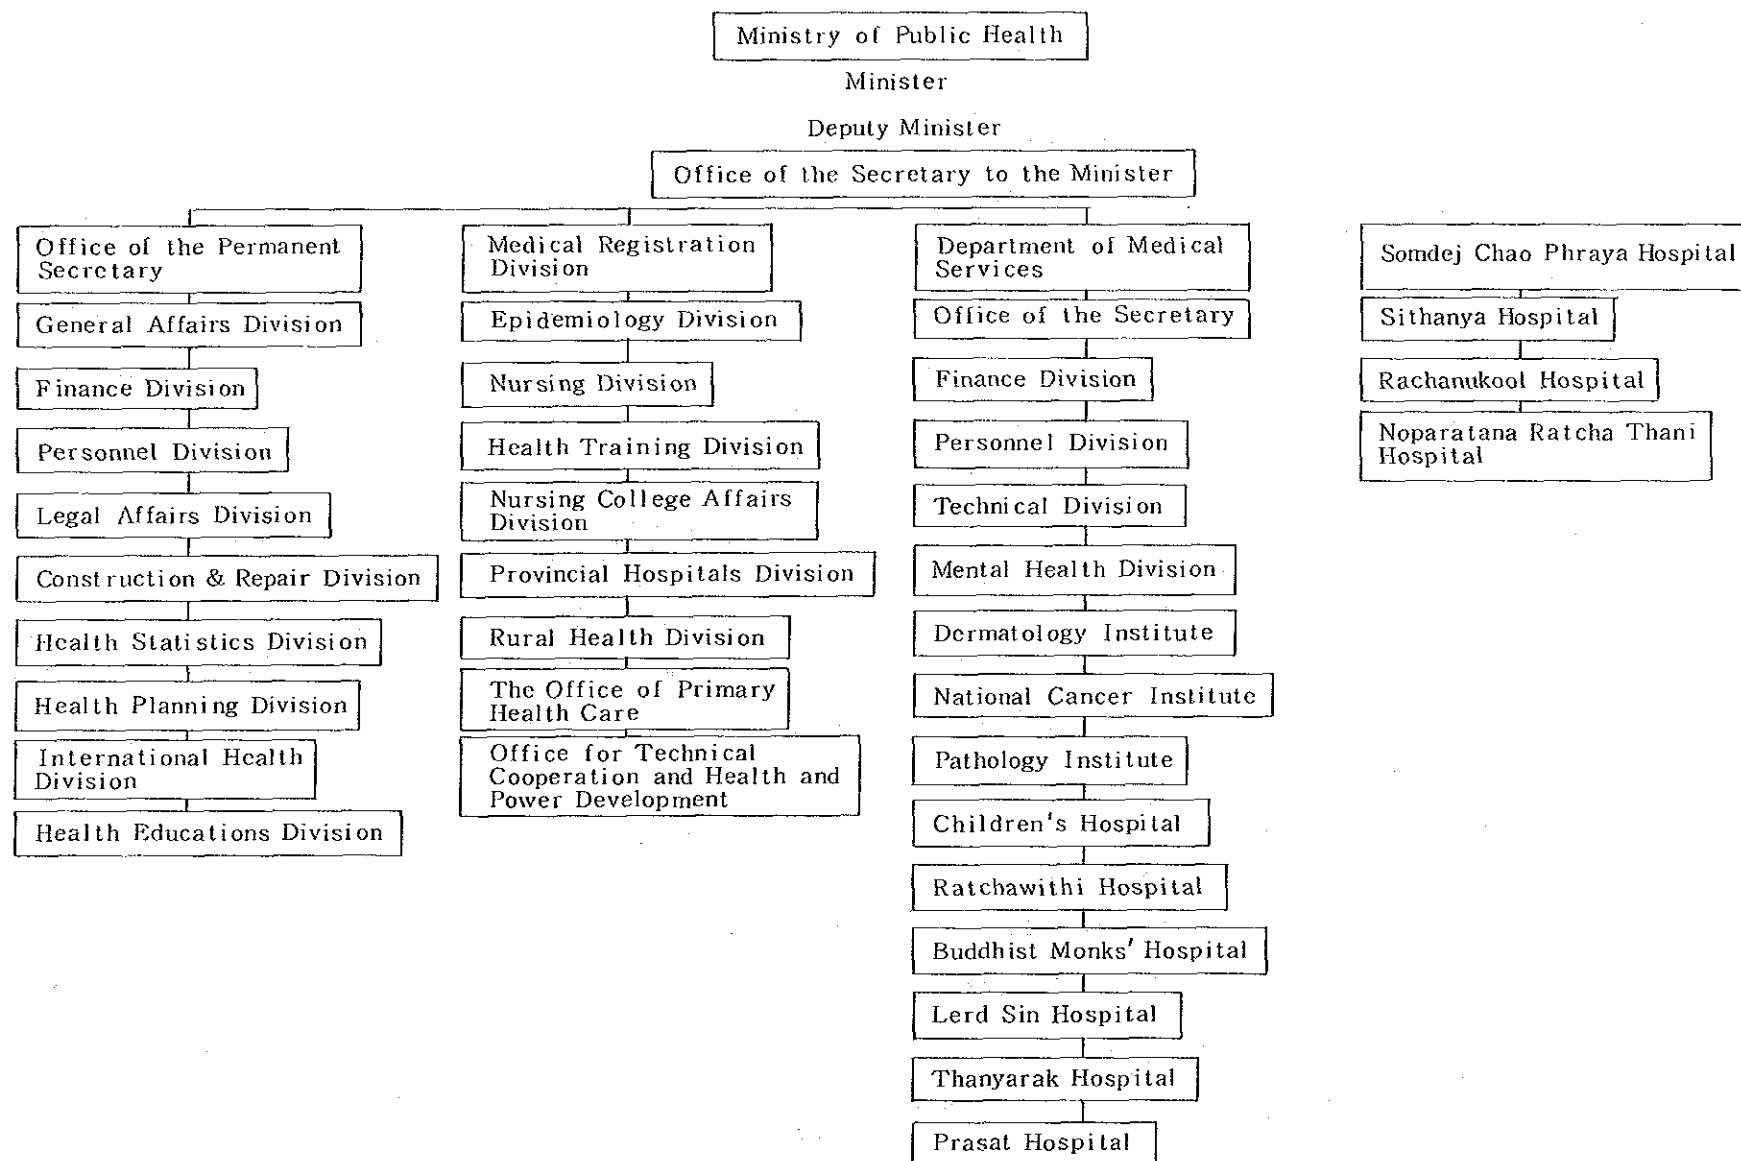 Ministry of Public Health
Minister
Deputy Minister
Office of the Secretary to the Minister
Office of the Permanent
Secretary
General Affairs Division
Finance Division
Personnel Division
Legal Affairs Division
Construction & Repair Division
Health Statistics Division
Health Planning Division
International Health
Division
Health Educations Division
Medical Registration
Division
Epidemiology Division
Nursing Division
Health Training Division
Nursing College Affairs
Division
Provincial Hospitals Division
Rural Health Division
The Office of Primary
Health Care
Office for Technical
Cooperation and Health and
Power Development
Department of Medical
Services
Office of the Secretary
Finance Division
Personnel Division
Technical Division
Mental Health Division
Dermatology Institute
National Cancer Institute
Pathology Institute
Children's Hospital
Ratchawithi Hospital
Buddhist Monks' Hospital
Lerd Sin Hospital
Thanyarak Hospital
Prasat Hospital
Somdej Chao Phraya Hospital
Sithanya Hospital
Rachanukool Hospital
Noparatana Ratcha Thani
Hospital